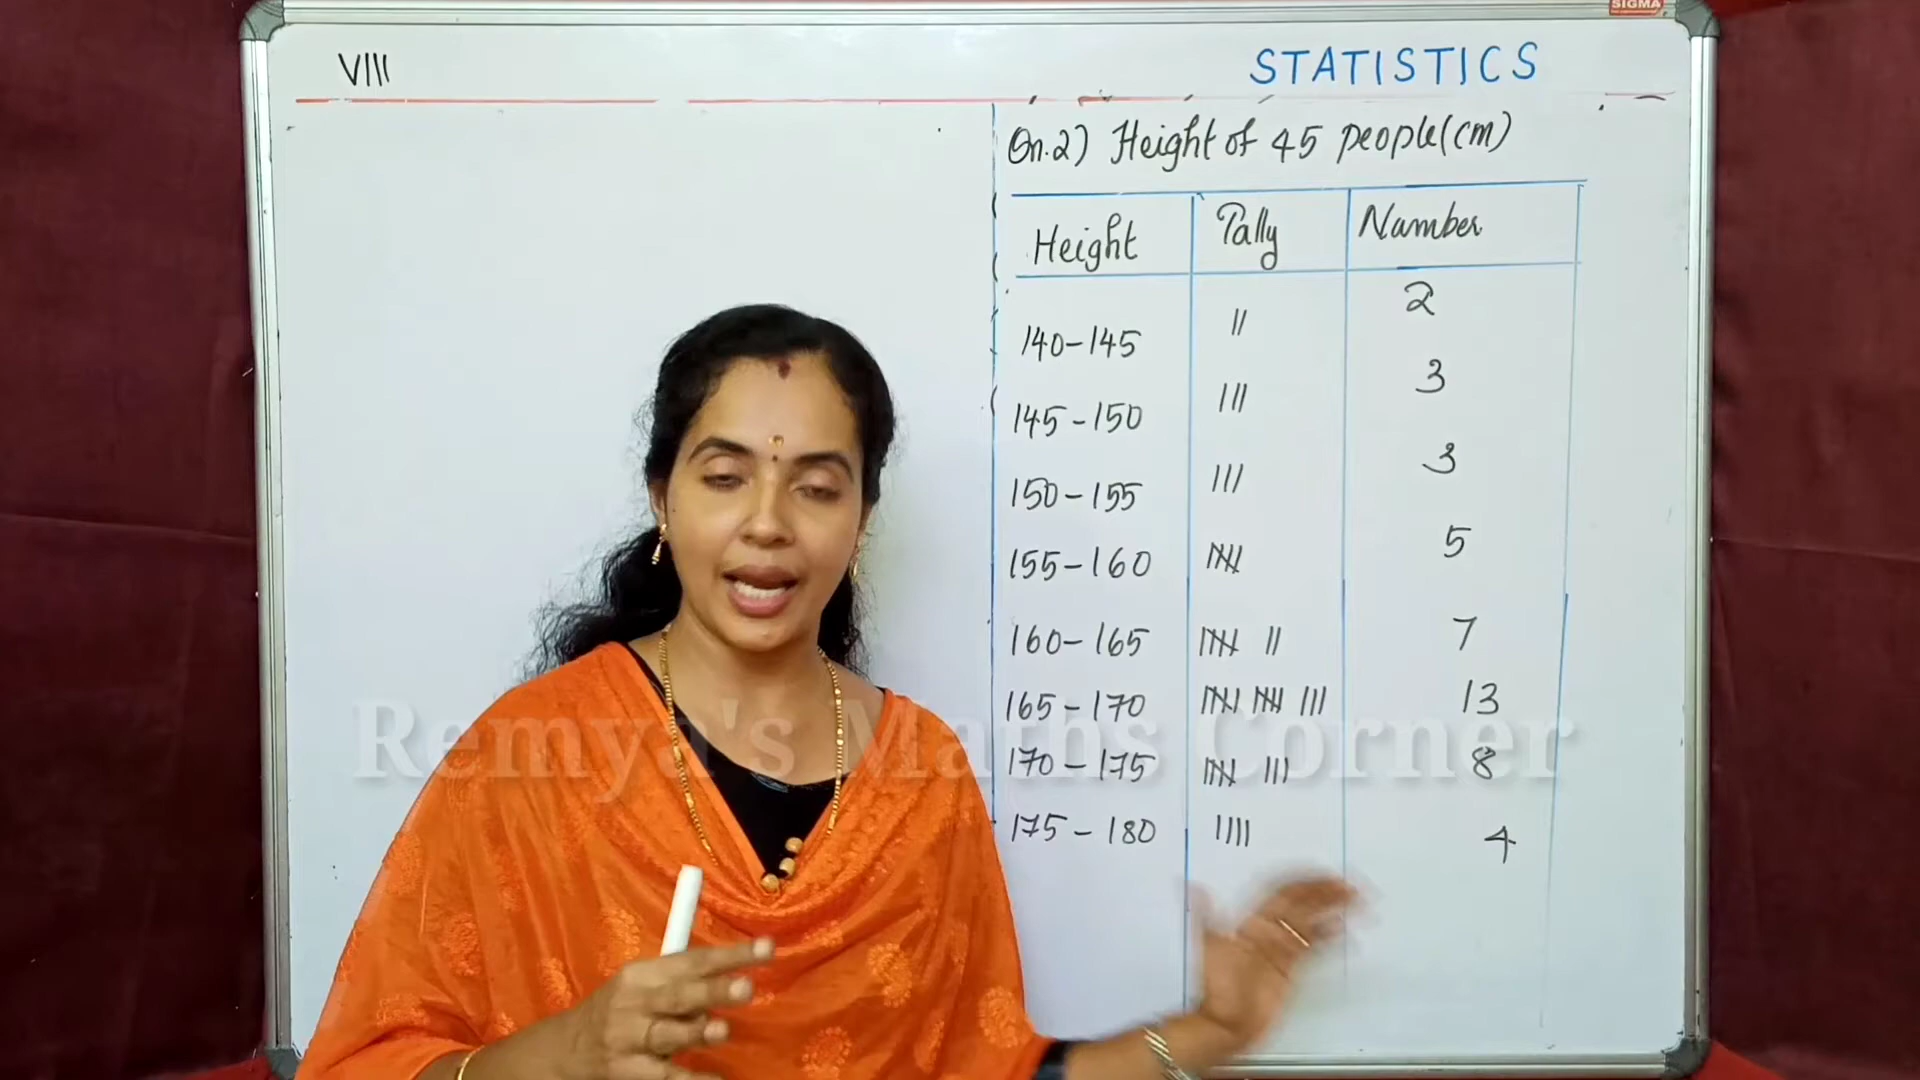 SIGMA
VIII
STATISTICS
Qn.2) Height of 45 people(cm)
Height Tally Number
140-145 || 2
145-150 ||| 3
150-155 ||| 3
155-160 𝍸 5
160-165 𝍸 || 7
165-170 𝍸 𝍸 ||| 13
170-175 𝍸 ||| 8
175-180 |||| 4
Remya's Maths Corner